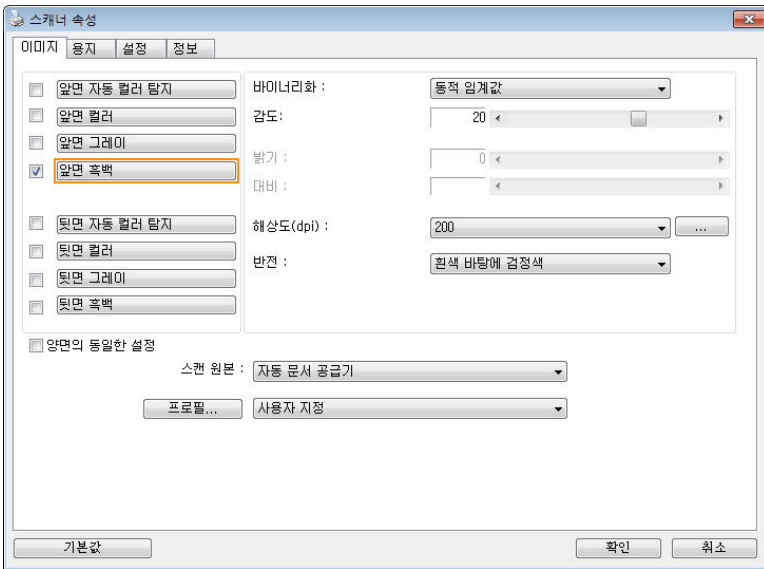 스캐너 속성
이미지 용지 설정 정보
앞면 자동 컬러 탐지
앞면 컬러
앞면 그레이
앞면 흑백
뒷면 자동 컬러 탐지
뒷면 컬러
뒷면 그레이
뒷면 흑백
바이너리화 : 동적 임계값
감도: 20
밝기 : 0
대비 :
해상도(dpi) : 200 ...
반전 : 흰색 바탕에 검정색
양면의 동일한 설정
스캔 원본 : 자동 문서 공급기
프로필... 사용자 지정
기본값 확인 취소